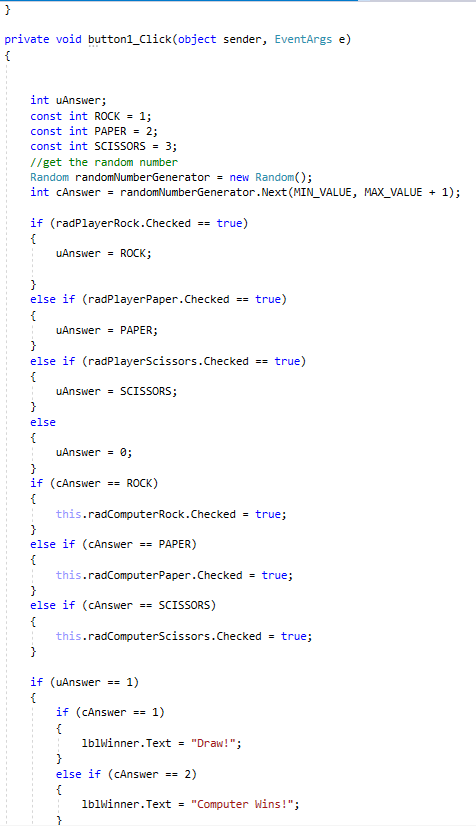 }
private void button1_Click(object sender, EventArgs e)
{
int uAnswer;
const int ROCK = 1;
const int PAPER = 2;
const int SCISSORS = 3;
//get the random number
Random randomNumberGenerator = new Random();
int cAnswer = randomNumberGenerator.Next(MIN_VALUE, MAX_VALUE + 1);
if (radPlayerRock.Checked == true)
{
uAnswer = ROCK;
}
else if (radPlayerPaper.Checked == true)
{
uAnswer = PAPER;
}
else if (radPlayerScissors.Checked == true)
{
uAnswer = SCISSORS;
}
else
{
uAnswer = 0;
}
if (cAnswer == ROCK)
{
this.radComputerRock.Checked = true;
}
else if (cAnswer == PAPER)
{
this.radComputerPaper.Checked = true;
}
else if (cAnswer == SCISSORS)
{
this.radComputerScissors.Checked = true;
}
if (uAnswer == 1)
{
if (cAnswer == 1)
{
lblWinner.Text = "Draw!";
}
else if (cAnswer == 2)
{
lblWinner.Text = "Computer Wins!";
}